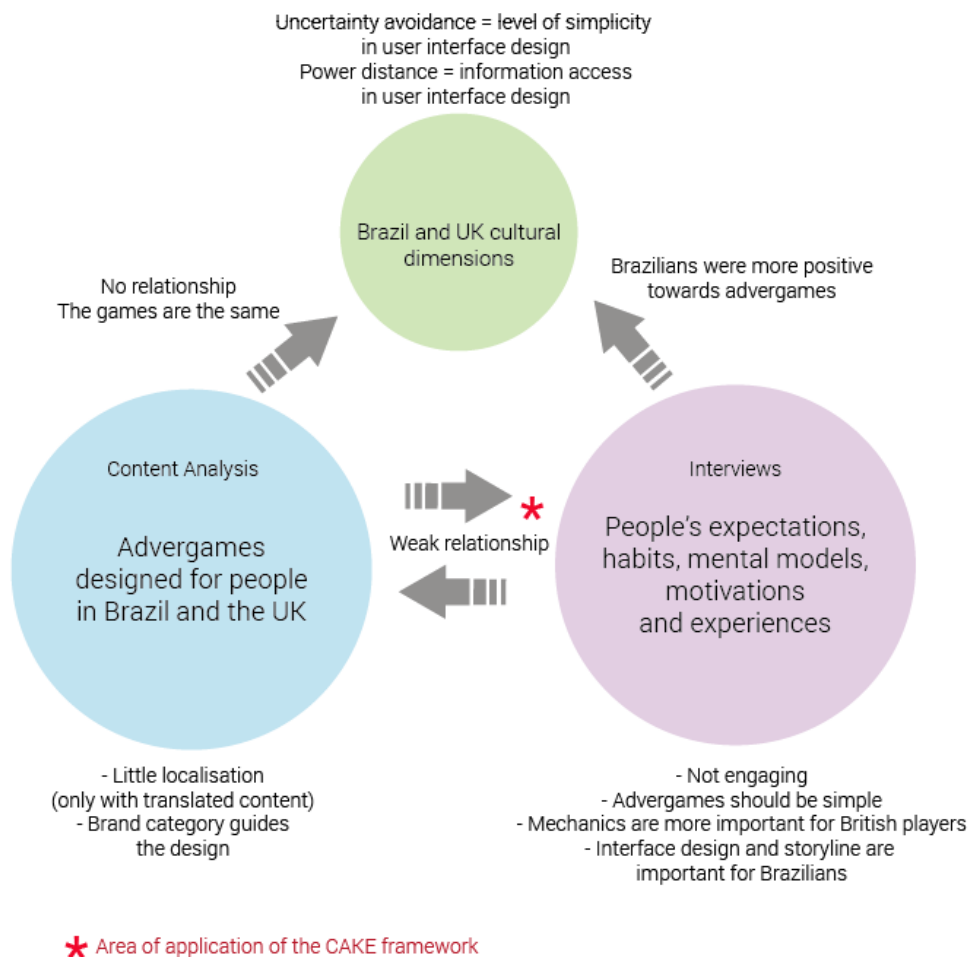 Uncertainty avoidance = level of simplicity
in user interface design
Power distance = information access
in user interface design
Brazil and UK cultural
dimensions
No relationship
The games are the same
Brazilians were more positive
towards advergames
Content Analysis
Advergames
designed for people
in Brazil and the UK
Weak relationship
*
Interviews
People's expectations,
habits, mental models,
motivations
and experiences
- Little localisation
(only with translated content)
- Brand category guides
the design
- Not engaging
- Advergames should be simple
- Mechanics are more important for British players
- Interface design and storyline are
important for Brazilians
* Area of application of the CAKE framework